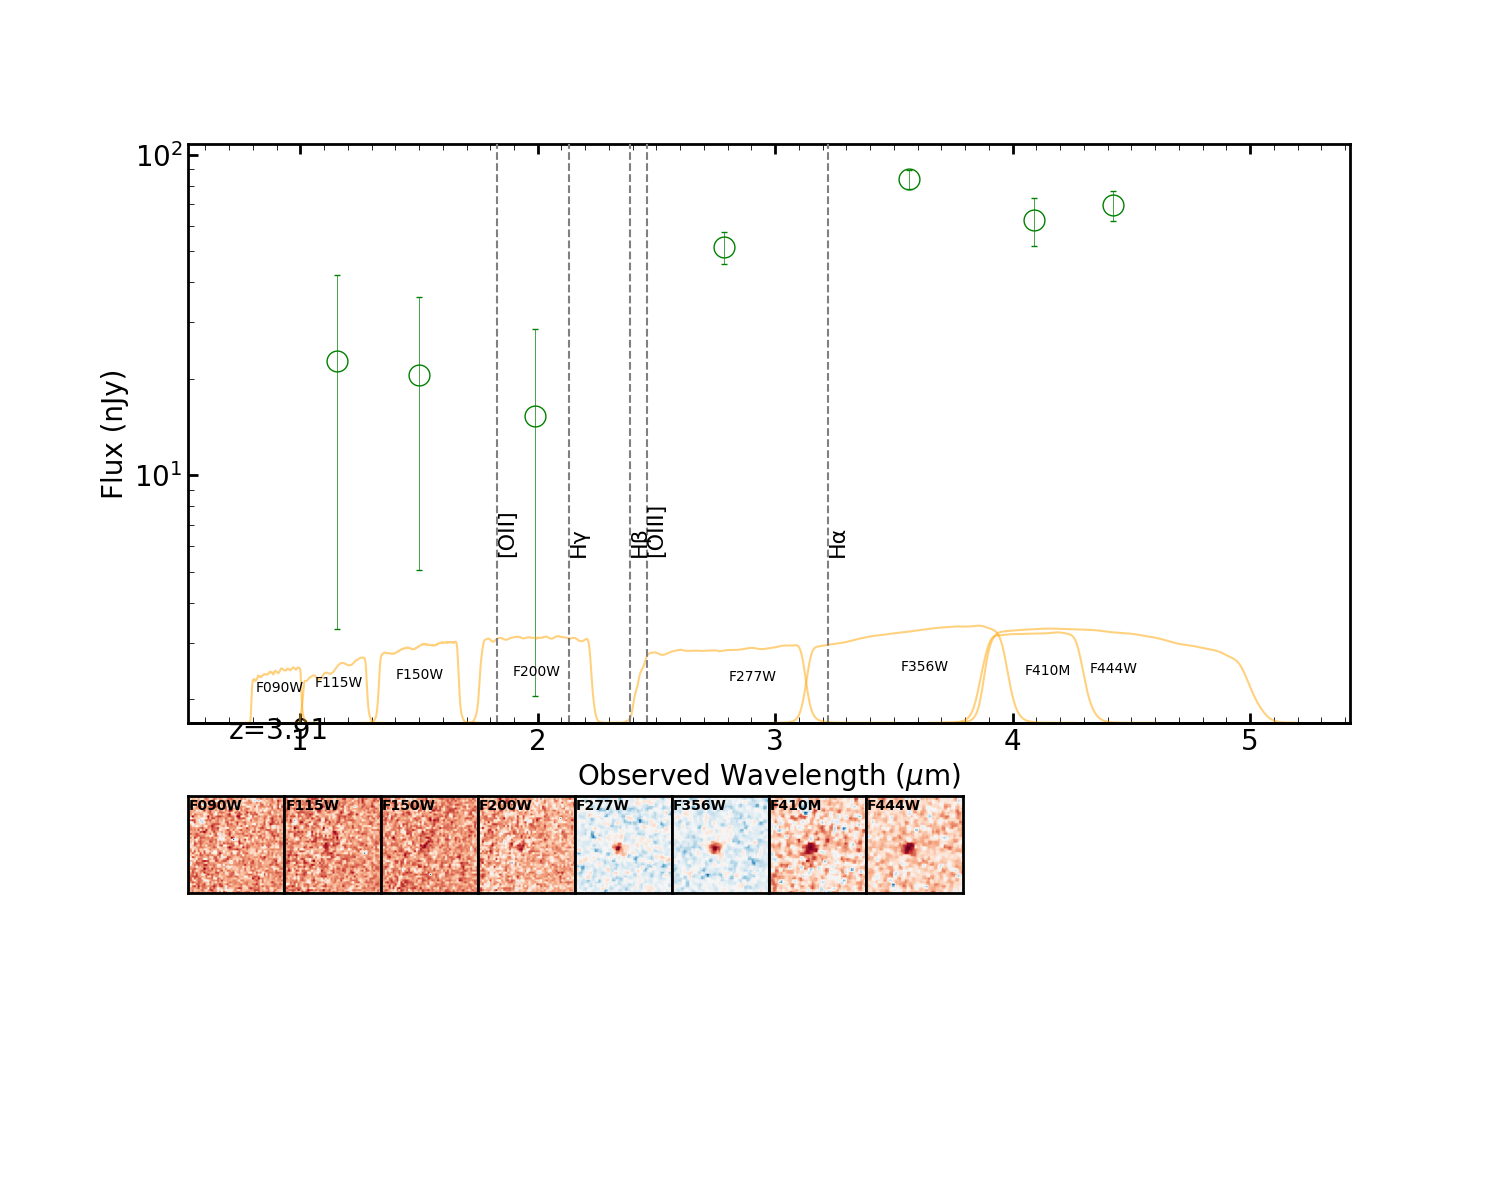 10²
10¹
Flux (nJy)
[OII]
Hγ
Hβ
[OIII]
Hα
F090W
F115W
F150W
F200W
F277W
F356W
F410M
F444W
z=3.91
1 2 3 4 5
Observed Wavelength (μm)
F090W F115W F150W F200W F277W F356W F410M F444W